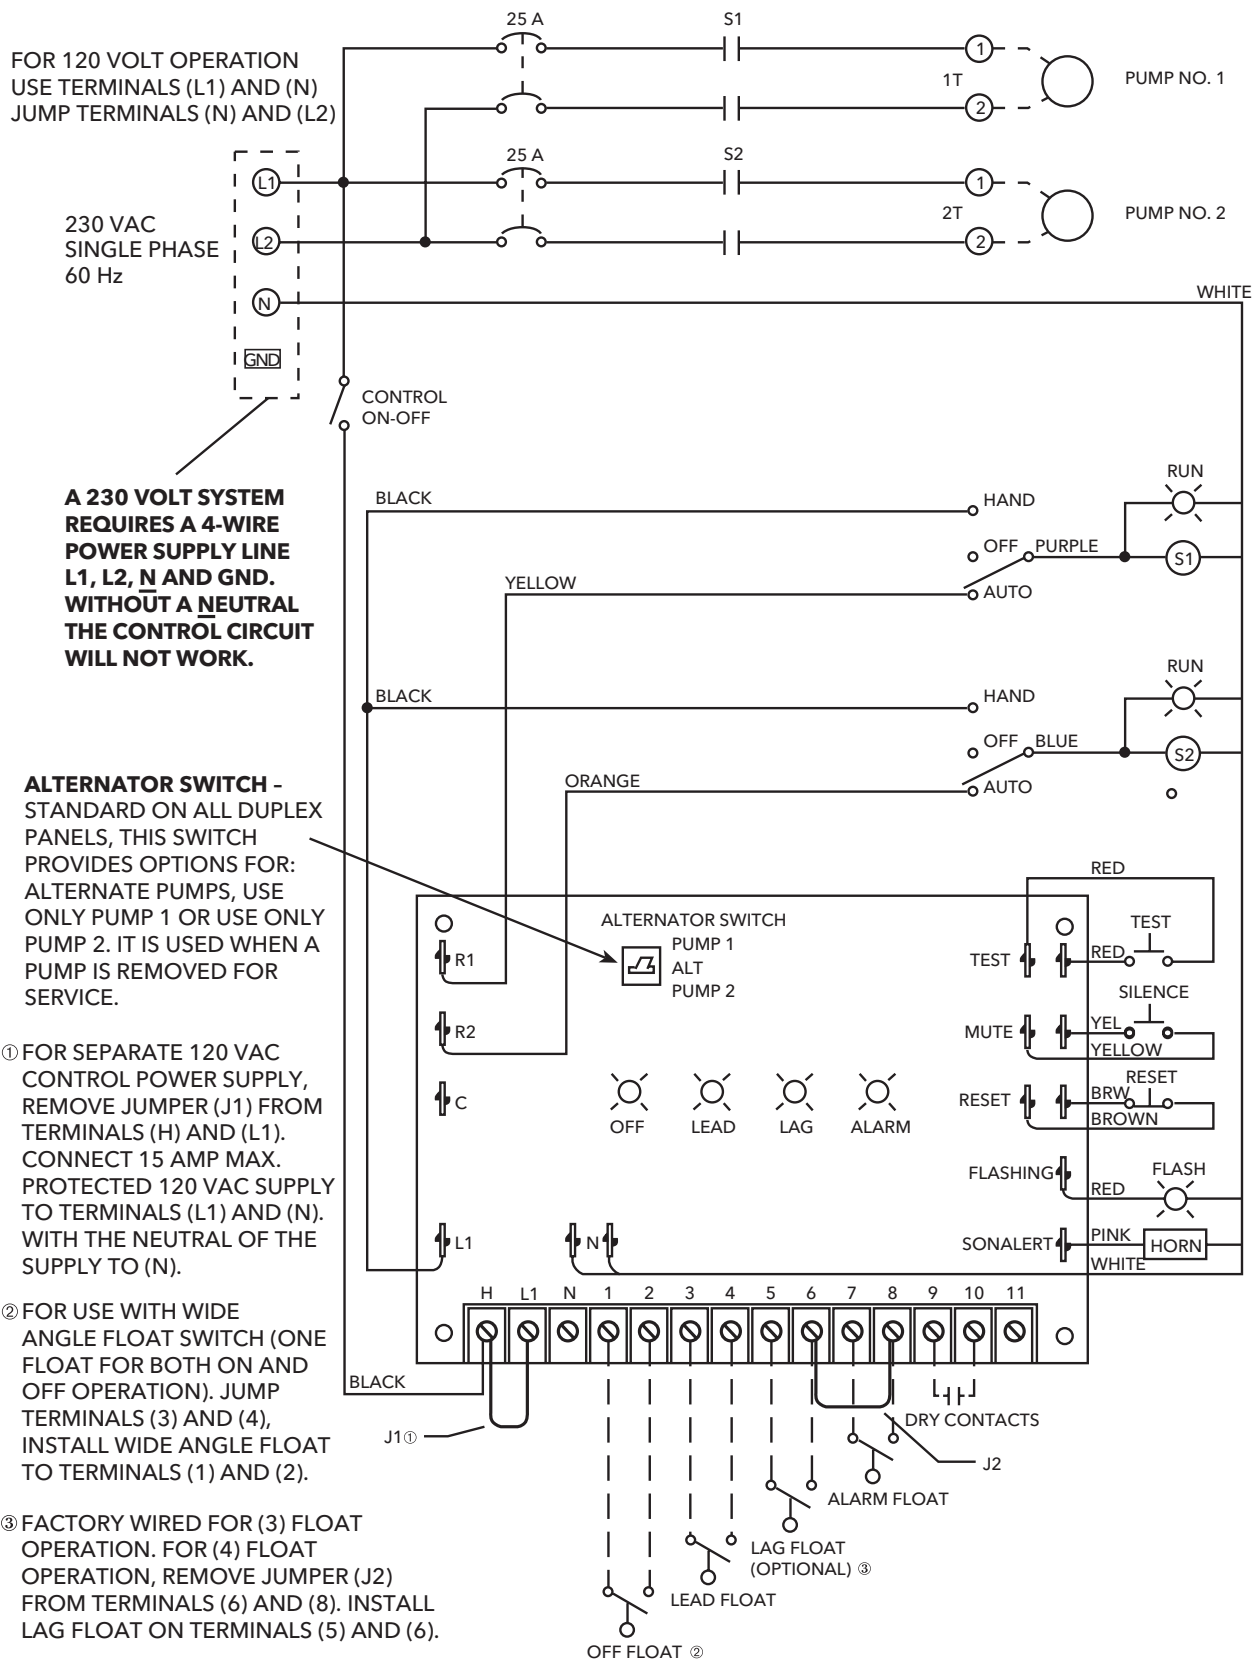 25 A
S1
FOR 120 VOLT OPERATION
USE TERMINALS (L1) AND (N)
JUMP TERMINALS (N) AND (L2)
1
1T
PUMP NO. 1
2
25 A
S2
L1
1
230 VAC
SINGLE PHASE
60 Hz
2T
PUMP NO. 2
L2
2
N
WHITE
GND
CONTROL
ON-OFF
A 230 VOLT SYSTEM
REQUIRES A 4-WIRE
POWER SUPPLY LINE
L1, L2, N AND GND.
WITHOUT A NEUTRAL
THE CONTROL CIRCUIT
WILL NOT WORK.
BLACK
HAND
RUN
OFF
PURPLE
S1
YELLOW
AUTO
BLACK
HAND
RUN
OFF
BLUE
S2
ORANGE
AUTO
ALTERNATOR SWITCH –
STANDARD ON ALL DUPLEX
PANELS, THIS SWITCH
PROVIDES OPTIONS FOR:
ALTERNATE PUMPS, USE
ONLY PUMP 1 OR USE ONLY
PUMP 2. IT IS USED WHEN A
PUMP IS REMOVED FOR
SERVICE.
RED
ALTERNATOR SWITCH
PUMP 1
ALT
PUMP 2
R1
TEST
RED
TEST
R2
MUTE
YEL
SILENCE
YELLOW
C
OFF
LEAD
LAG
ALARM
RESET
BRW
RESET
BROWN
FLASHING
RED
FLASH
L1
N
SONALERT
PINK
HORN
WHITE
① FOR SEPARATE 120 VAC
CONTROL POWER SUPPLY,
REMOVE JUMPER (J1) FROM
TERMINALS (H) AND (L1).
CONNECT 15 AMP MAX.
PROTECTED 120 VAC SUPPLY
TO TERMINALS (L1) AND (N).
WITH THE NEUTRAL OF THE
SUPPLY TO (N).
② FOR USE WITH WIDE
ANGLE FLOAT SWITCH (ONE
FLOAT FOR BOTH ON AND
OFF OPERATION). JUMP
TERMINALS (3) AND (4),
INSTALL WIDE ANGLE FLOAT
TO TERMINALS (1) AND (2).
③ FACTORY WIRED FOR (3) FLOAT
OPERATION. FOR (4) FLOAT
OPERATION, REMOVE JUMPER (J2)
FROM TERMINALS (6) AND (8). INSTALL
LAG FLOAT ON TERMINALS (5) AND (6).
H L1 N 1 2 3 4 5 6 7 8 9 10 11
BLACK
J1①
DRY CONTACTS
J2
ALARM FLOAT
LAG FLOAT
(OPTIONAL) ③
LEAD FLOAT
OFF FLOAT ②